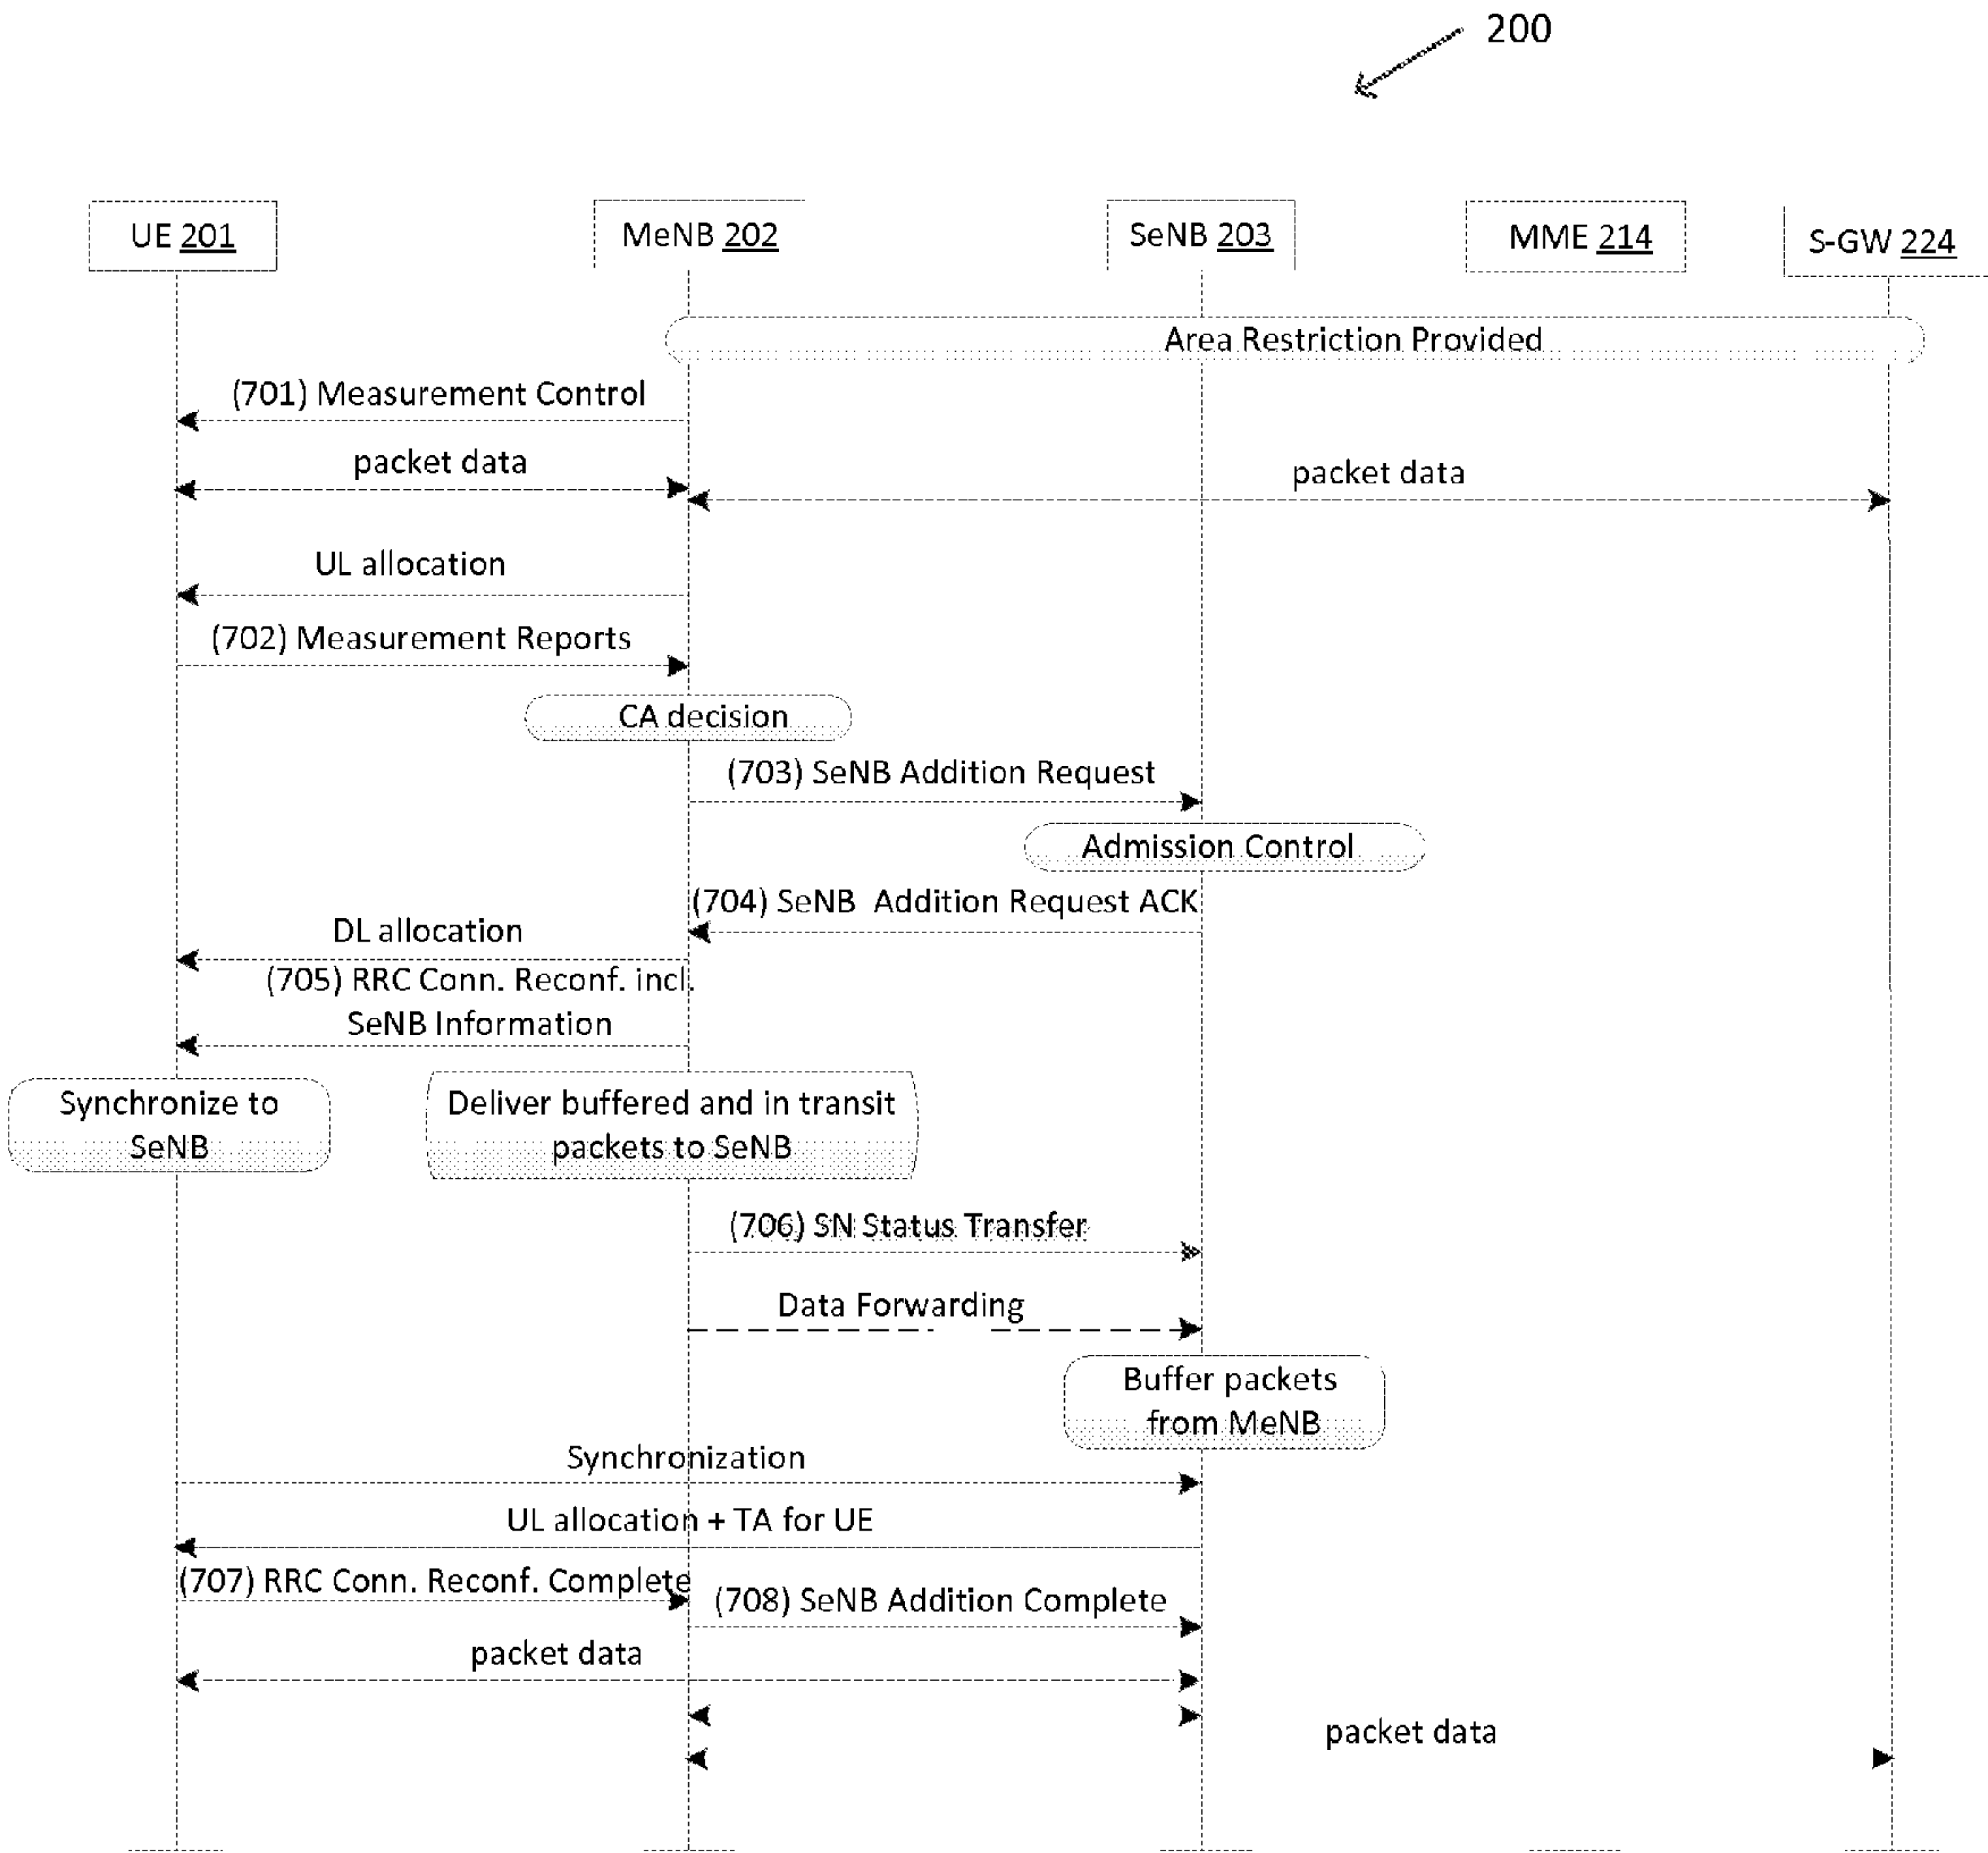 200
UE 201
MeNB 202
SeNB 203
MME 214
S-GW 224
Area Restriction Provided
(701) Measurement Control
packet data
packet data
UL allocation
(702) Measurement Reports
CA decision
(703) SeNB Addition Request
Admission Control
(704) SeNB Addition Request ACK
DL allocation
(705) RRC Conn. Reconf. incl.
SeNB Information
Synchronize to
SeNB
Deliver buffered and in transit
packets to SeNB
(706) SN Status Transfer
Data Forwarding
Buffer packets
from MeNB
Synchronization
UL allocation + TA for UE
(707) RRC Conn. Reconf. Complete
(708) SeNB Addition Complete
packet data
packet data